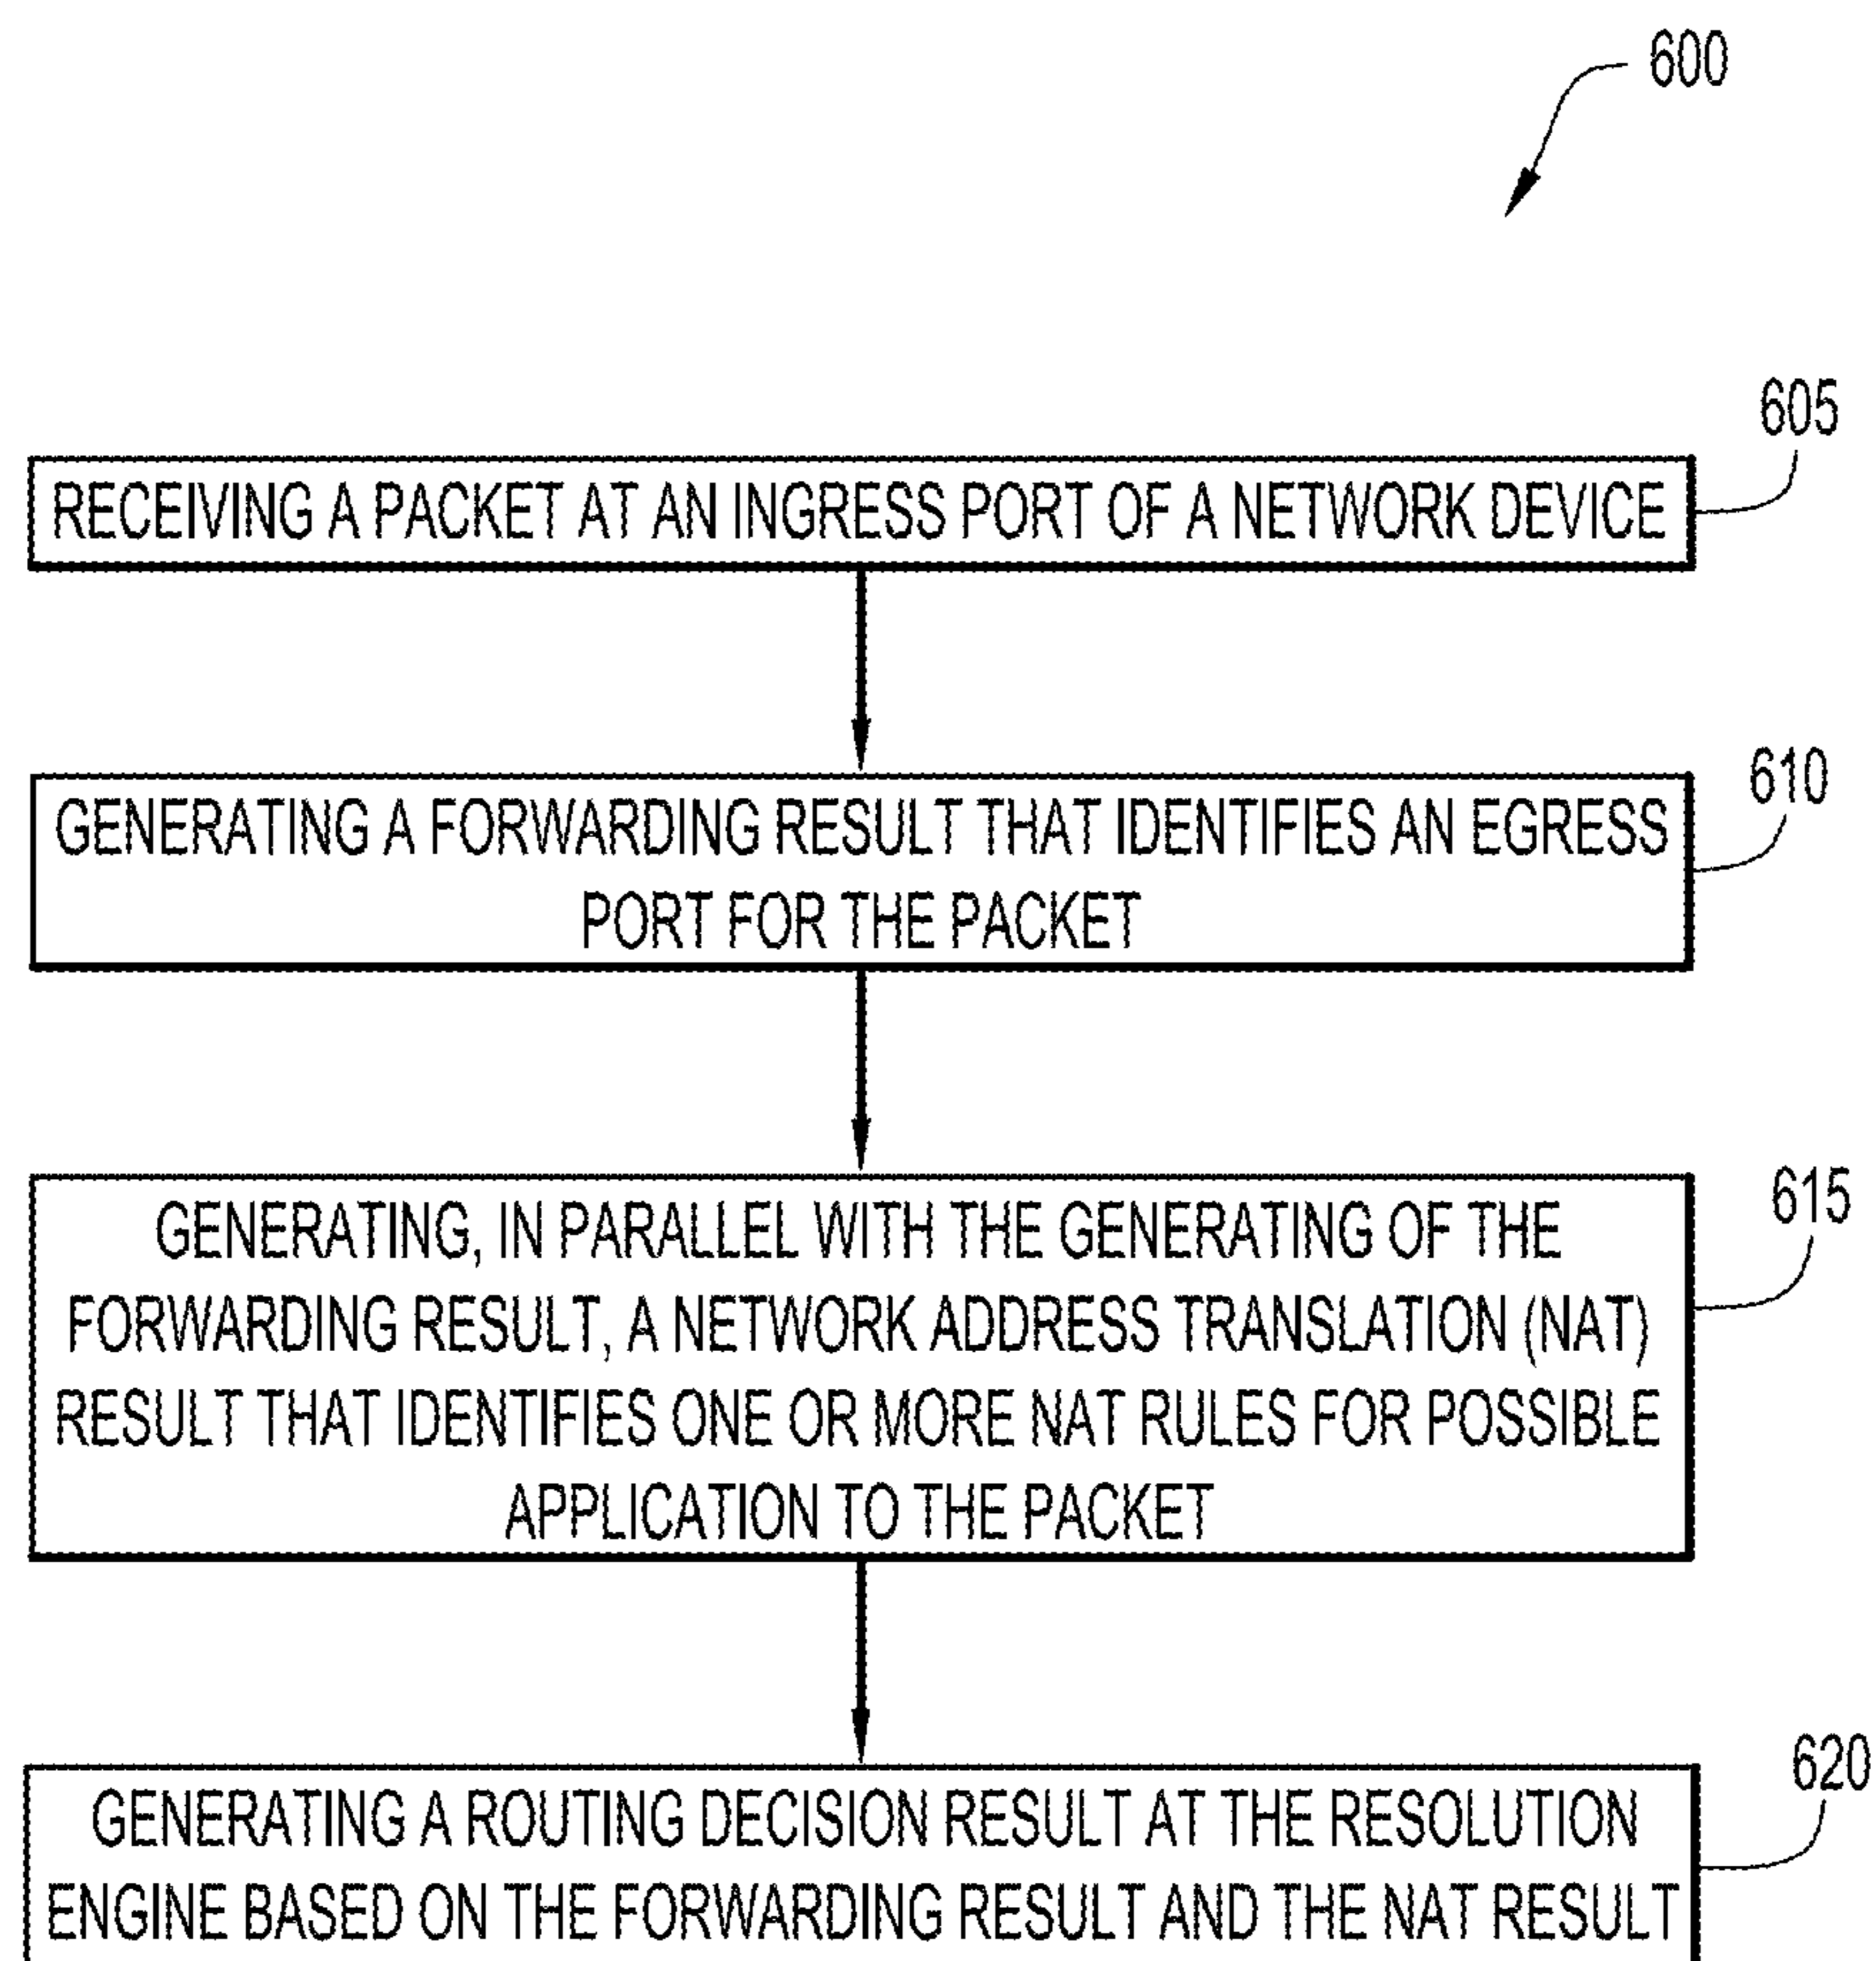 600
605
RECEIVING A PACKET AT AN INGRESS PORT OF A NETWORK DEVICE
610
GENERATING A FORWARDING RESULT THAT IDENTIFIES AN EGRESS
PORT FOR THE PACKET
615
GENERATING, IN PARALLEL WITH THE GENERATING OF THE
FORWARDING RESULT, A NETWORK ADDRESS TRANSLATION (NAT)
RESULT THAT IDENTIFIES ONE OR MORE NAT RULES FOR POSSIBLE
APPLICATION TO THE PACKET
620
GENERATING A ROUTING DECISION RESULT AT THE RESOLUTION
ENGINE BASED ON THE FORWARDING RESULT AND THE NAT RESULT